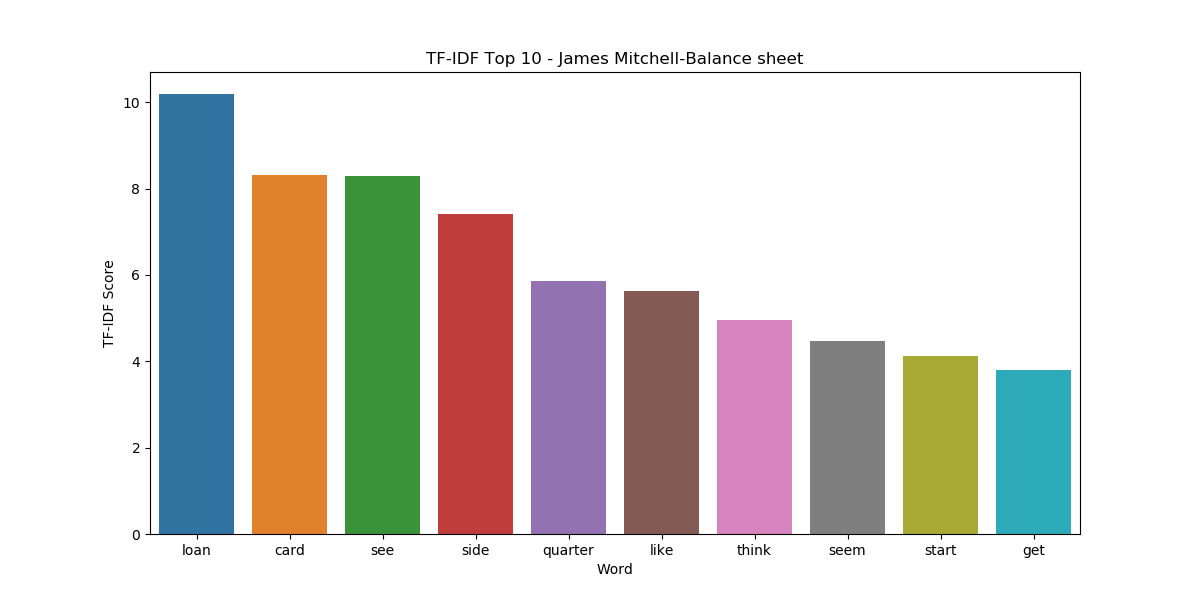 TF-IDF Top 10 - James Mitchell-Balance sheet
TF-IDF Score
10
8
6
4
2
0
loan card see side quarter like think seem start get
Word